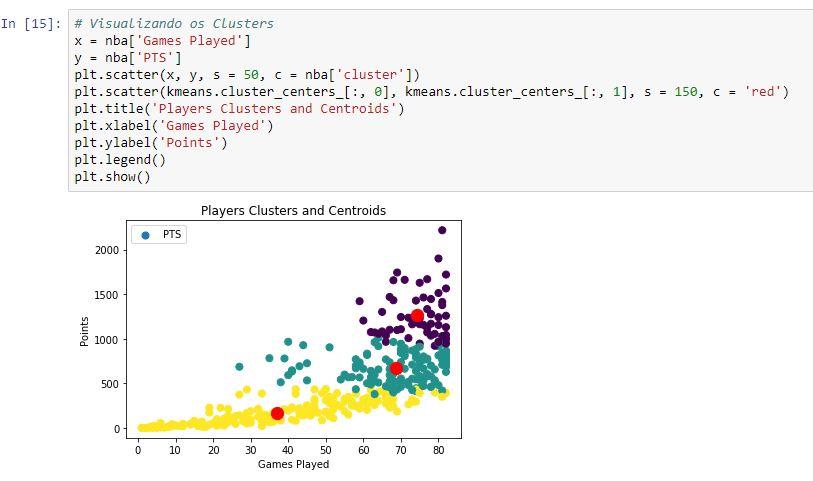 In [15]: # Visualizando os Clusters
x = nba['Games Played']
y = nba['PTS']
plt.scatter(x, y, s = 50, c = nba['cluster'])
plt.scatter(kmeans.cluster_centers_[:, 0], kmeans.cluster_centers_[:, 1], s = 150, c = 'red')
plt.title('Players Clusters and Centroids')
plt.xlabel('Games Played')
plt.ylabel('Points')
plt.legend()
plt.show()
Players Clusters and Centroids
PTS
2000
1500
1000
500
0
Points
0 10 20 30 40 50 60 70 80
Games Played